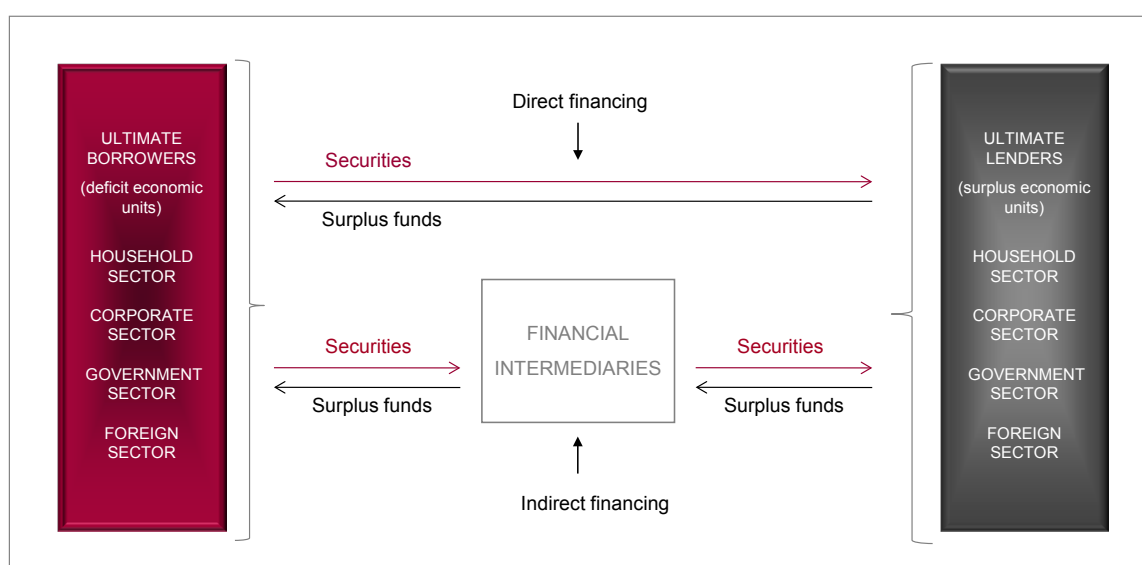 Direct financing
ULTIMATE
BORROWERS
(deficit economic
units)
HOUSEHOLD
SECTOR
CORPORATE
SECTOR
GOVERNMENT
SECTOR
FOREIGN
SECTOR
Securities
Surplus funds
Securities
Surplus funds
FINANCIAL
INTERMEDIARIES
Securities
Surplus funds
Indirect financing
ULTIMATE
LENDERS
(surplus economic
units)
HOUSEHOLD
SECTOR
CORPORATE
SECTOR
GOVERNMENT
SECTOR
FOREIGN
SECTOR